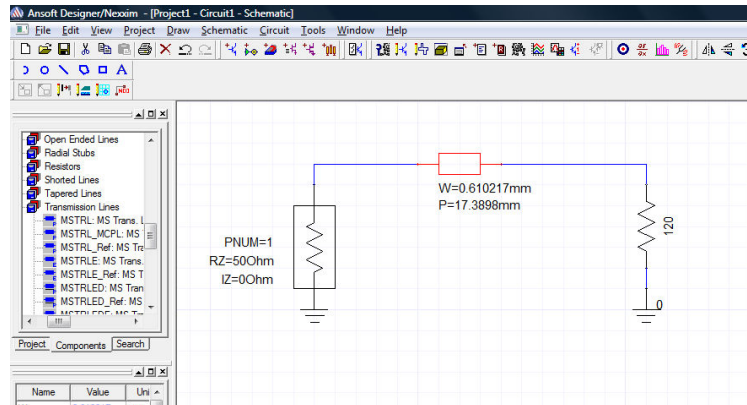 Ansoft Designer/Nexxim - [Project1 - Circuit1 - Schematic]
File Edit View Project Draw Schematic Circuit Tools Window Help
Open Ended Lines
Radial Stubs
Resistors
Shorted Lines
Tapered Lines
Transmission Lines
MSTRL: MS Trans. L
MSTRL_MCPL: MS
MSTRL_Ref: MS Tra
MSTRLE: MS Trans.
MSTRLE_Ref: MS T
MSTRLED: MS Tran
MSTRLED_Ref: MS
Project Components Search
Name Value Uni
W=0.610217mm
P=17.3898mm
PNUM=1
RZ=50Ohm
IZ=0Ohm
120
0